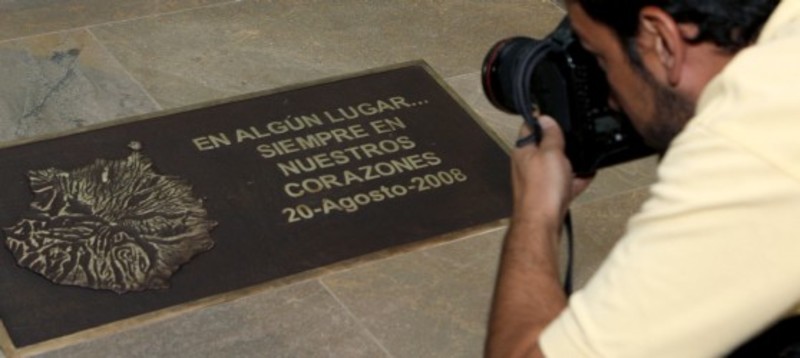 EN ALGÚN LUGAR...
SIEMPRE EN
NUESTROS
CORAZONES
20-Agosto-2008